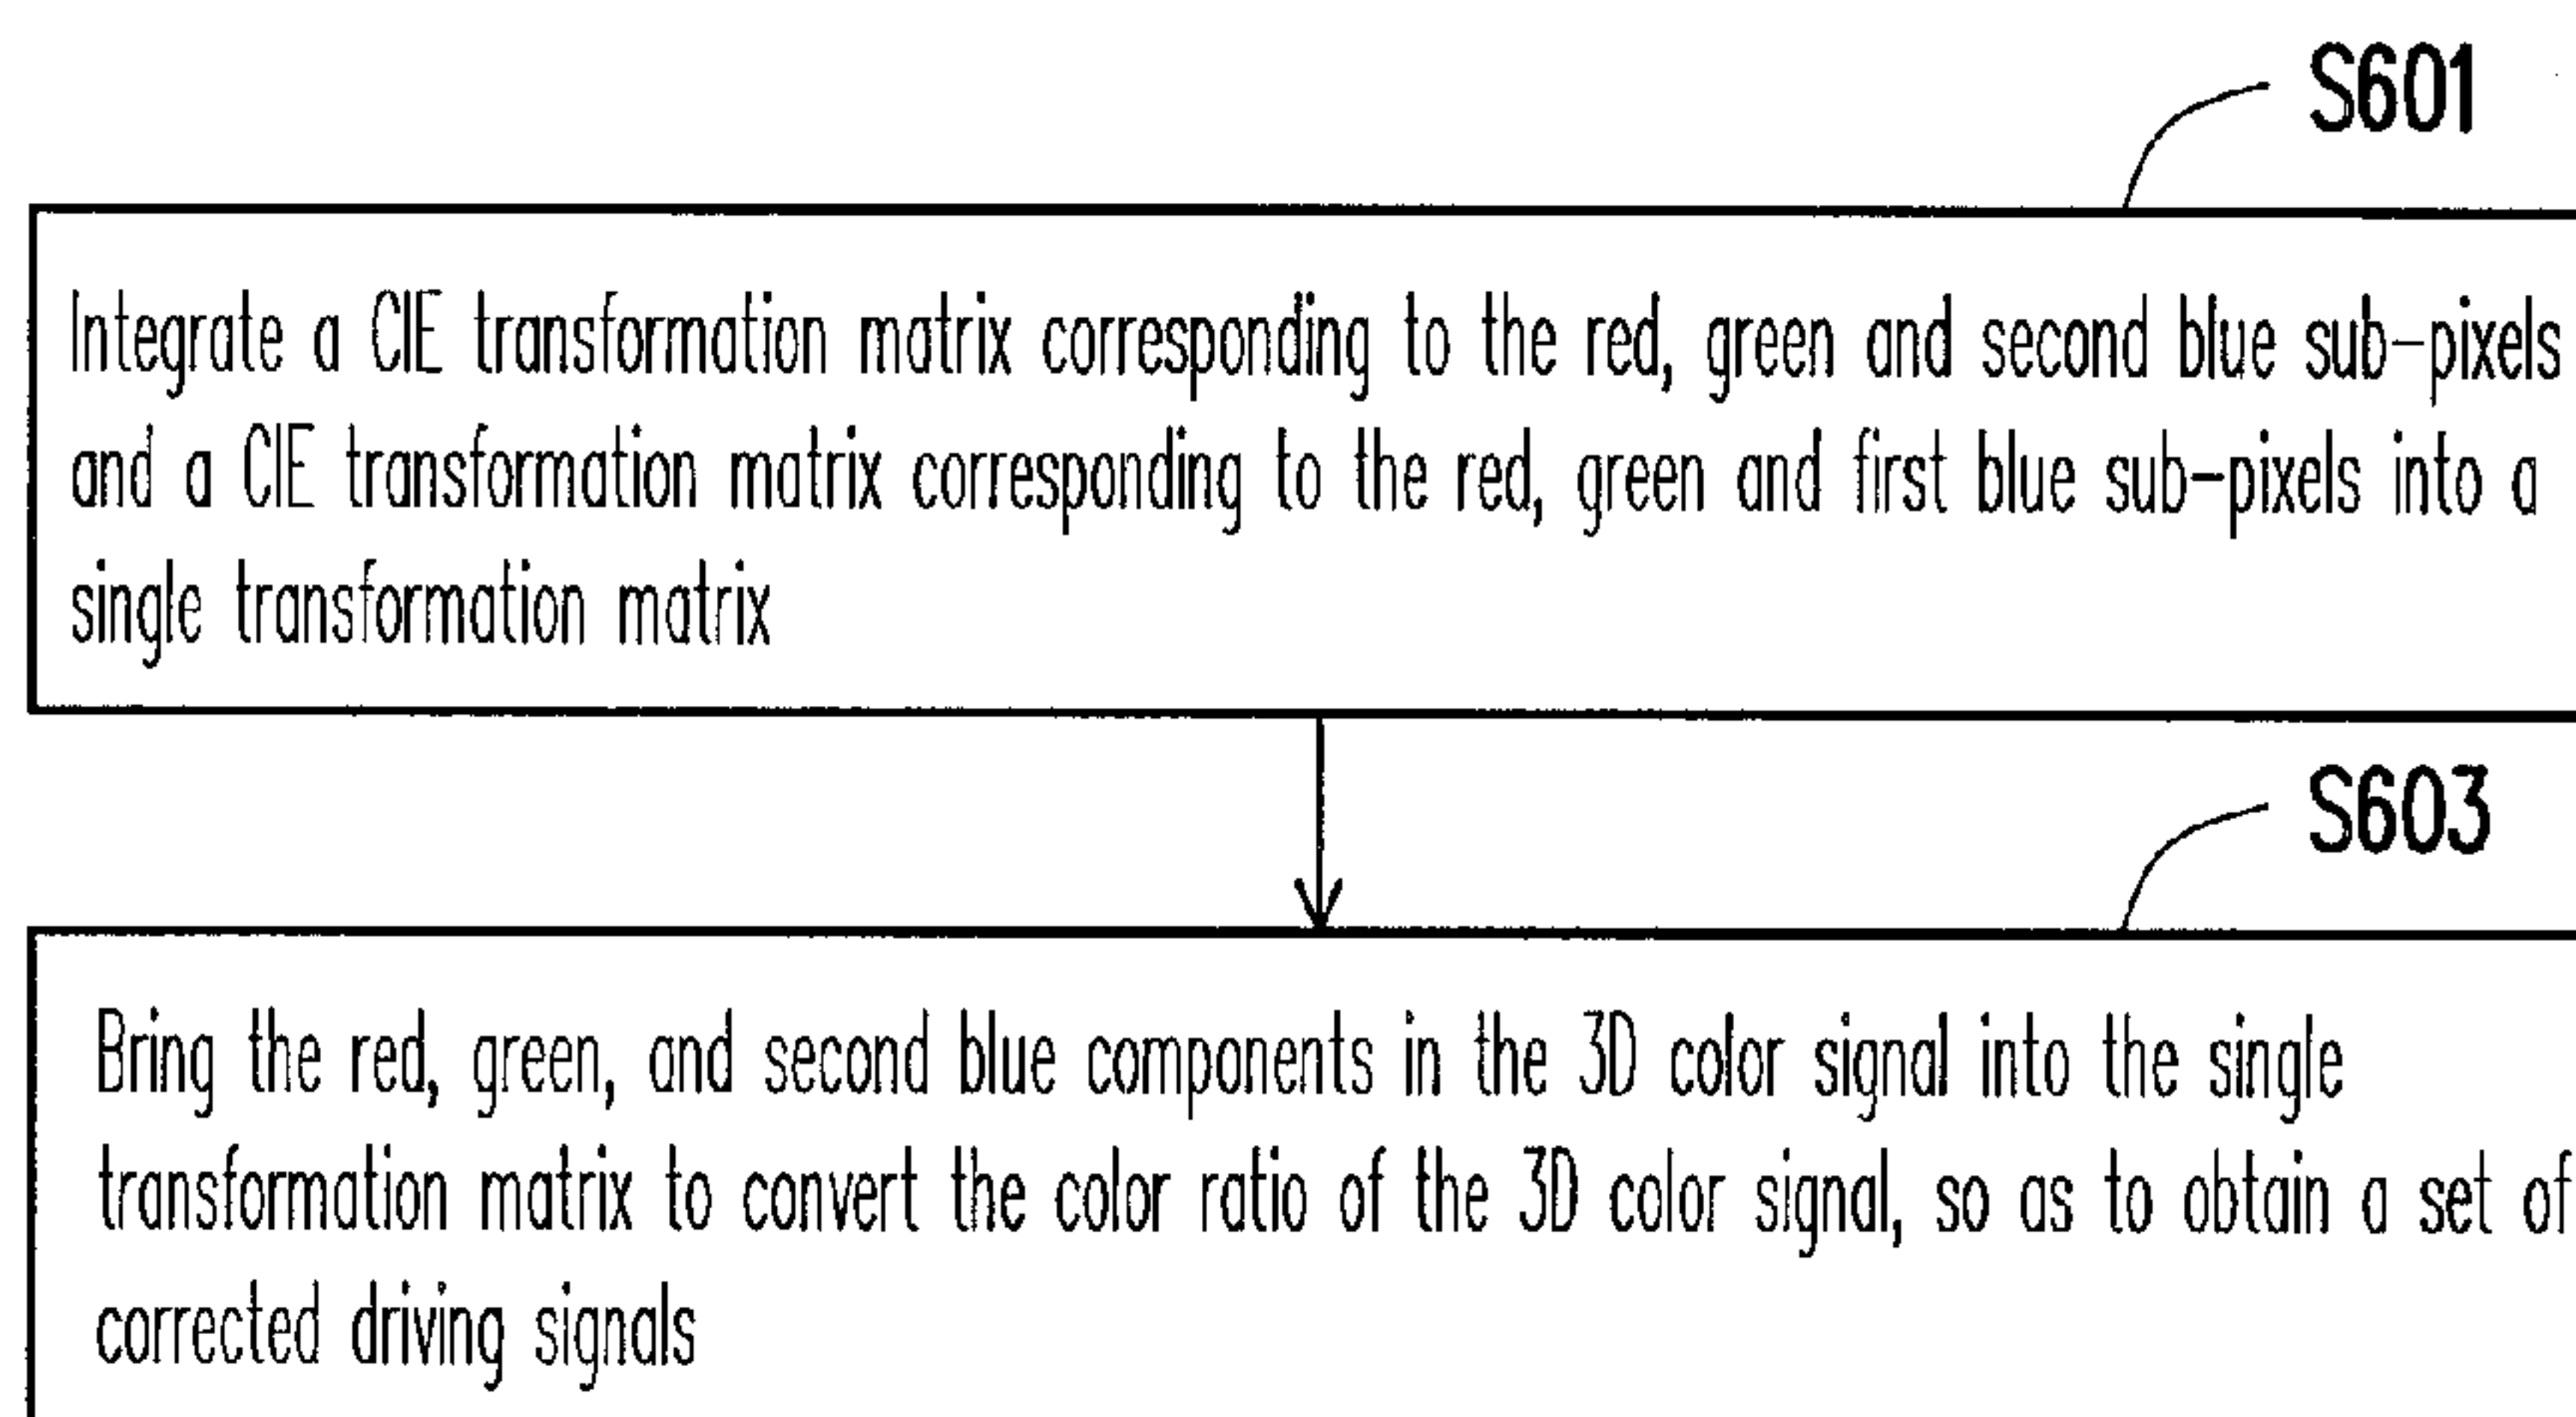 S601
Integrate a CIE transformation matrix corresponding to the red, green and second blue sub-pixels
and a CIE transformation matrix corresponding to the red, green and first blue sub-pixels into a
single transformation matrix
S603
Bring the red, green, and second blue components in the 3D color signal into the single
transformation matrix to convert the color ratio of the 3D color signal, so as to obtain a set of
corrected driving signals